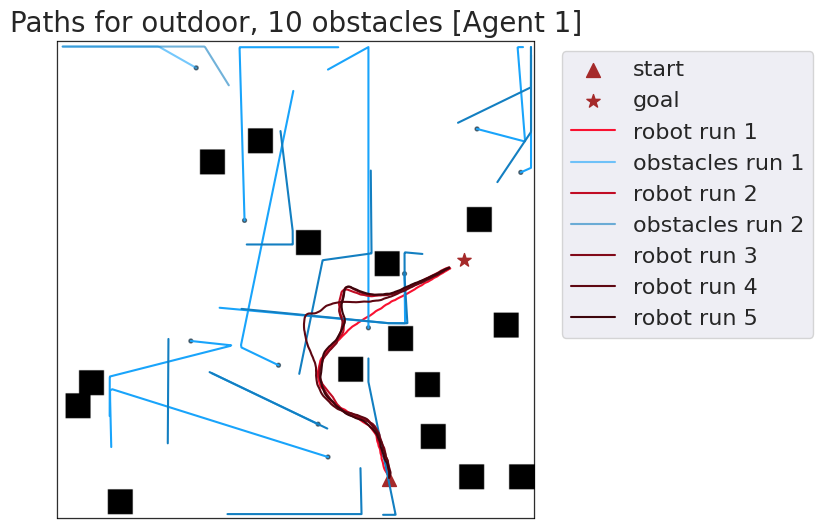 Paths for outdoor, 10 obstacles [Agent 1]
start
goal
robot run 1
obstacles run 1
robot run 2
obstacles run 2
robot run 3
robot run 4
robot run 5